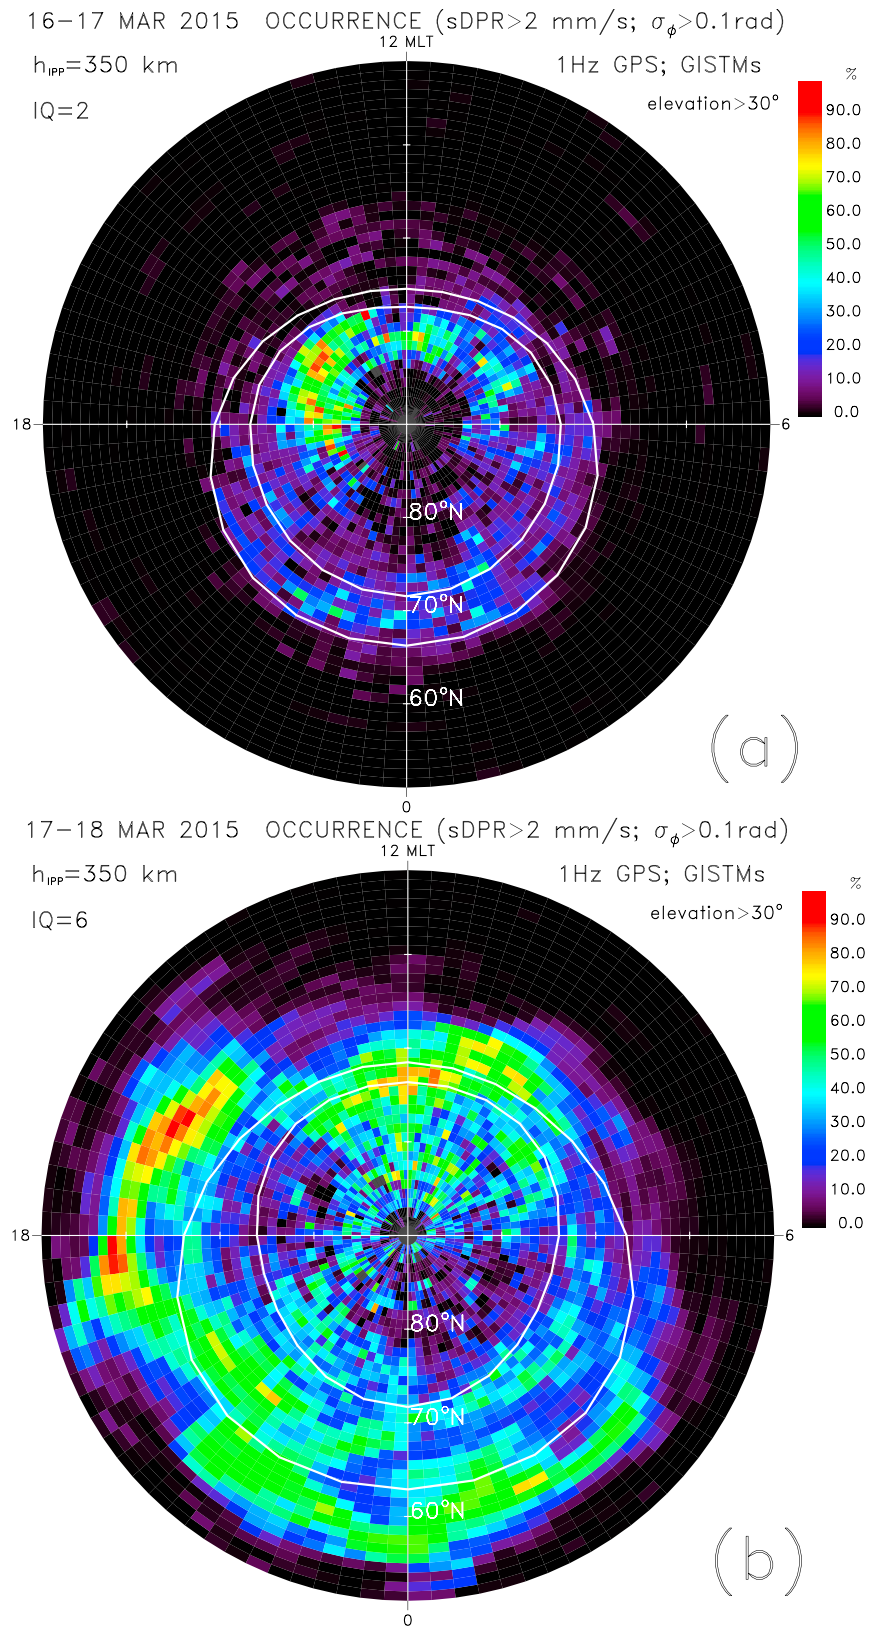 16-17 MAR 2015 OCCURRENCE (sDPR>2 mm/s; σϕ>0.1rad)
12 MLT
hIPP=350 km
1Hz GPS; GISTMs
%
IQ=2
elevation>30°
90.0
80.0
70.0
60.0
50.0
40.0
30.0
20.0
10.0
0.0
18
6
80°N
70°N
60°N
(a)
0
17-18 MAR 2015 OCCURRENCE (sDPR>2 mm/s; σϕ>0.1rad)
12 MLT
hIPP=350 km
1Hz GPS; GISTMs
%
IQ=6
elevation>30°
90.0
80.0
70.0
60.0
50.0
40.0
30.0
20.0
10.0
0.0
18
6
80°N
70°N
60°N
(b)
0